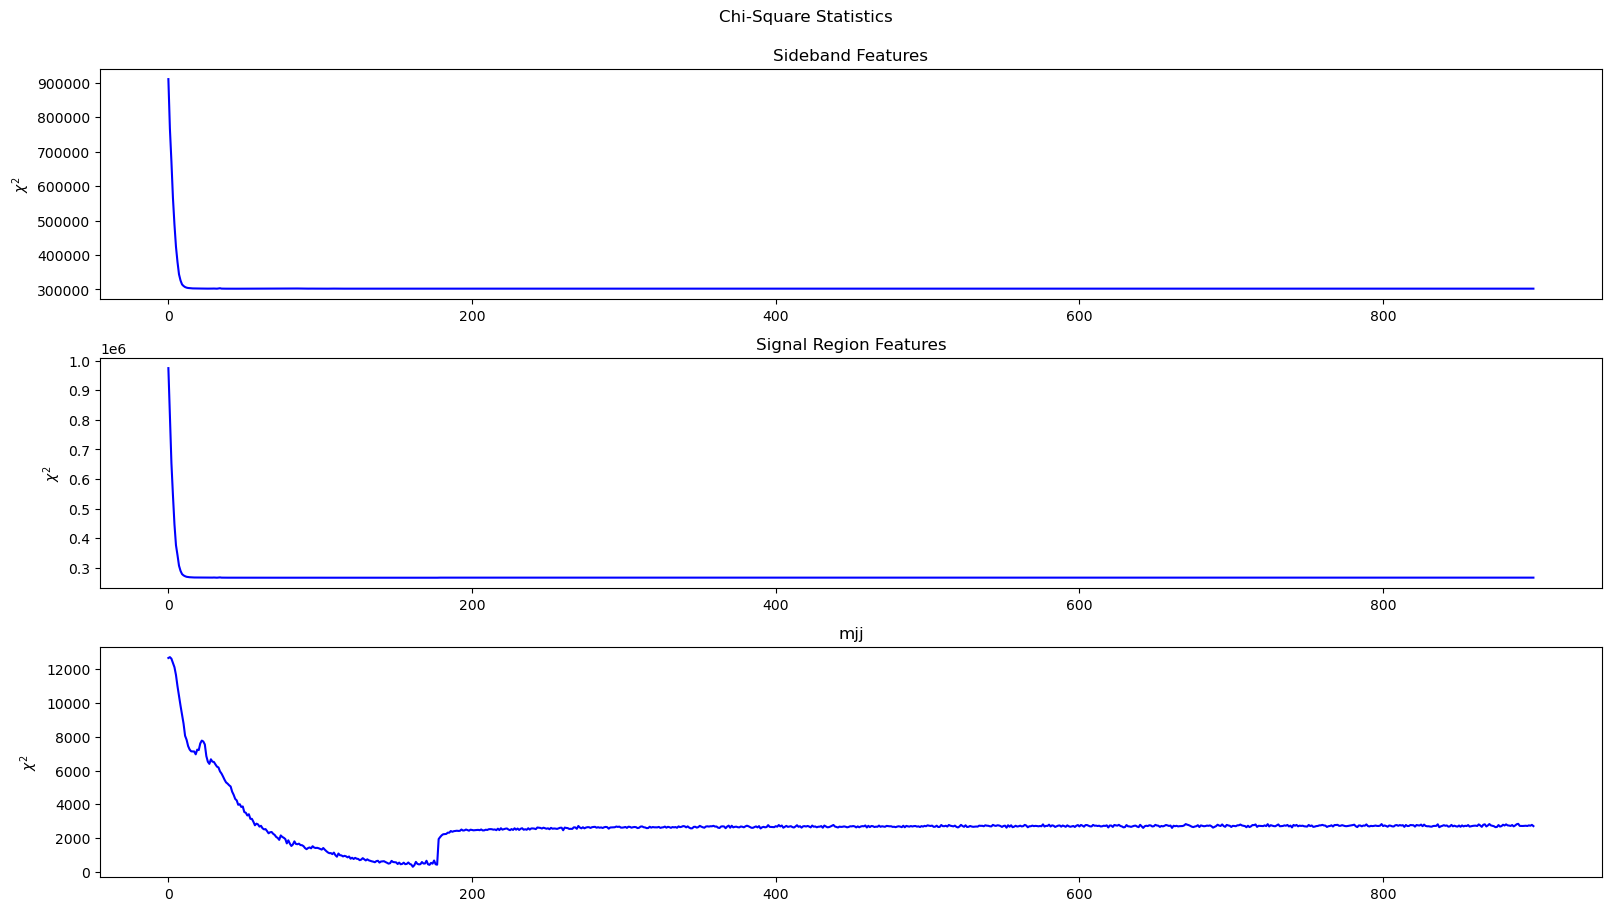 Chi-Square Statistics
Sideband Features
900000
800000
700000
600000
500000
400000
300000
χ²
0 200 400 600 800
Signal Region Features
1e6
1.0
0.9
0.8
0.7
0.6
0.5
0.4
0.3
χ²
0 200 400 600 800
mjj
12000
10000
8000
6000
4000
2000
0
χ²
0 200 400 600 800